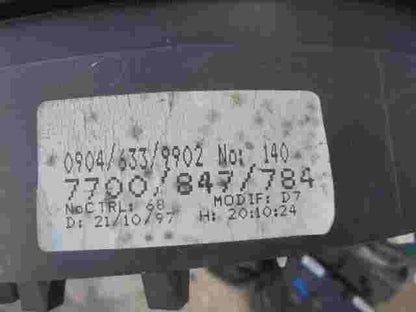 0904/633/9902 No: 140
7700/847/784
NoCTRL: 68 MODIF: D7
D: 21/10/97 H: 20:10:24